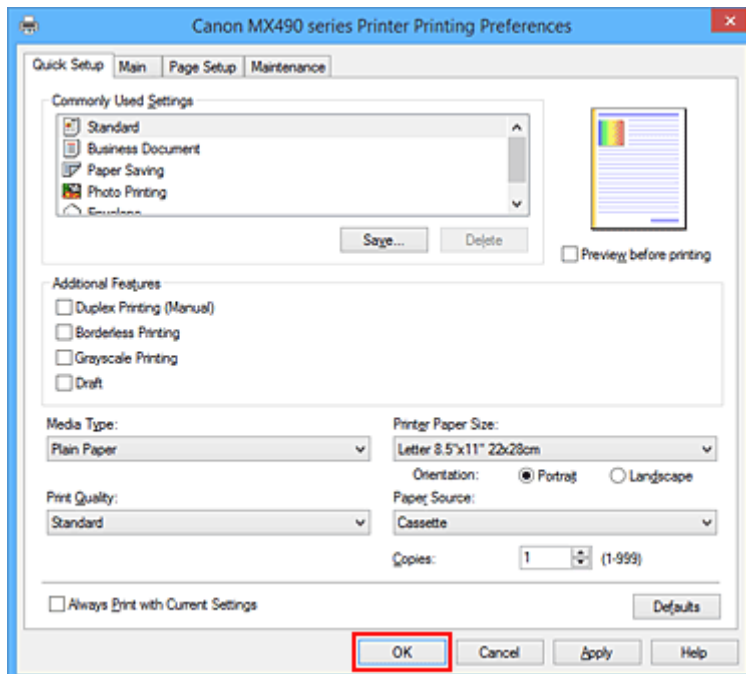 Canon MX490 series Printer Printing Preferences
Quick Setup Main Page Setup Maintenance
Commonly Used Settings
Standard
Business Document
Paper Saving
Photo Printing
Envelope
Save... Delete
Preview before printing
Additional Features
Duplex Printing (Manual)
Borderless Printing
Grayscale Printing
Draft
Media Type:
Plain Paper
Printer Paper Size:
Letter 8.5"x11" 22x28cm
Orientation: Portrait Landscape
Print Quality:
Standard
Paper Source:
Cassette
Copies: 1 (1-999)
Always Print with Current Settings
Defaults
OK Cancel Apply Help